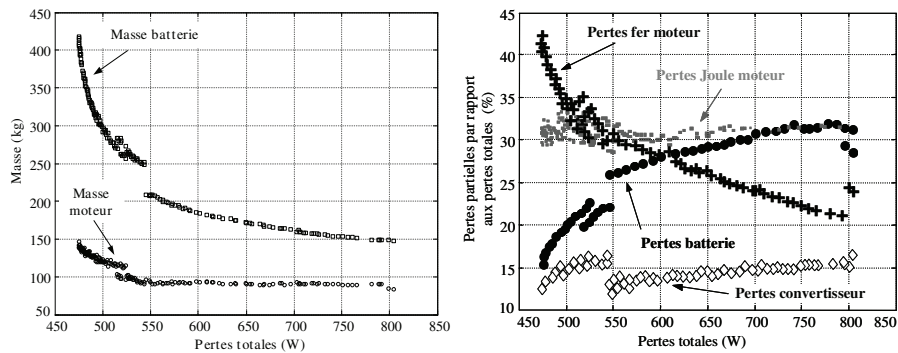 450
400
350
300
250
200
150
100
50
Masse (kg)
Masse batterie
Masse
moteur
450 500 550 600 650 700 750 800 850
Pertes totales (W)
45
40
35
30
25
20
15
10
Pertes partielles par rapport
aux pertes totales (%)
Pertes fer moteur
Pertes Joule moteur
Pertes batterie
Pertes convertisseur
450 500 550 600 650 700 750 800 850
Pertes totales (W)